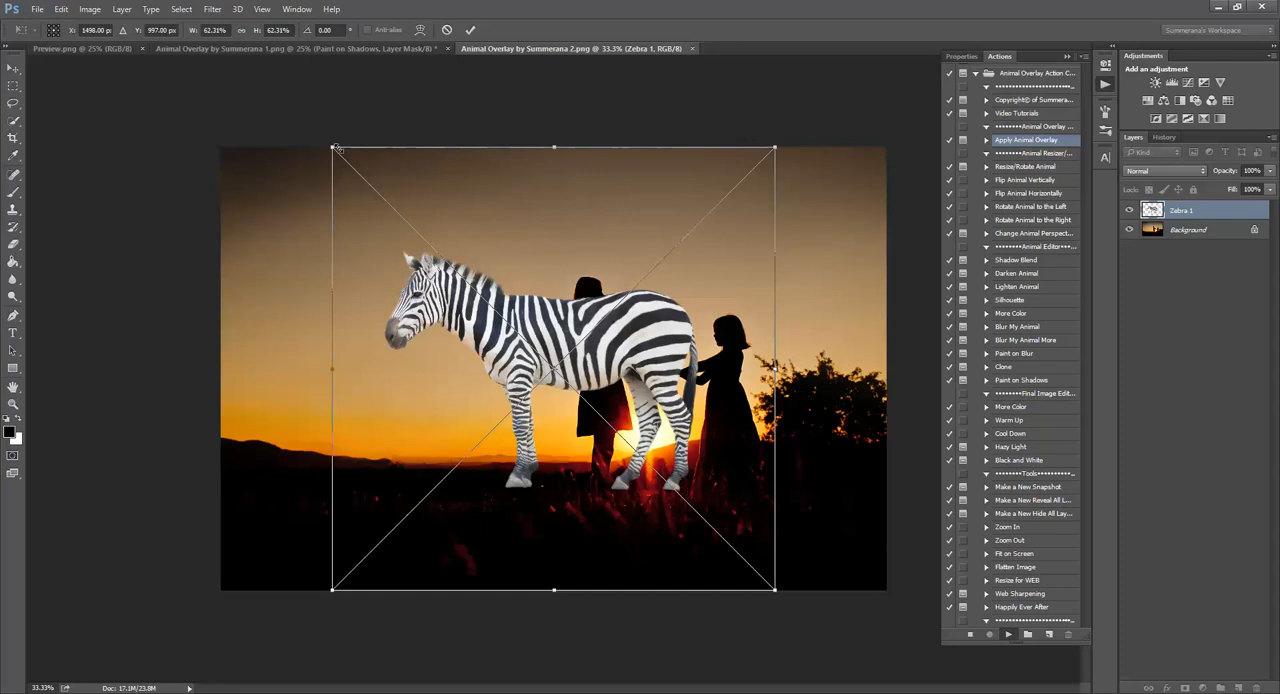 Ps File Edit Image Layer Type Select Filter 3D View Window Help
X: 1498.00 p Y: 997.00 px W: 62.31% H: 62.31% 0.00 ° Anti-alias Summerana's Workspace
Preview.png @ 25% (RGB/8) × Animal Overlay by Summerana 1.png @ 25% (Paint on Shadows, Layer Mask/8) * × Animal Overlay by Summerana 2.png @ 33.3% (Zebra 1, RGB/8) ×
Properties Actions
Animal Overlay Action C...
Copyright© of Summera...
Video Tutorials
Animal Overlay ...
Apply Animal Overlay
Animal Resizer/...
Resize/Rotate Animal
Flip Animal Vertically
Flip Animal Horizontally
Rotate Animal to the Left
Rotate Animal to the Right
Change Animal Perspect...
Animal Editor
Shadow Blend
Darken Animal
Lighten Animal
Silhouette
More Color
Blur My Animal
Blur My Animal More
Paint on Blur
Clone
Paint on Shadows
Final Image Edit...
More Color
Warm Up
Cool Down
Hazy Light
Black and White
Tools
Make a New Snapshot
Make a New Reveal All L...
Make a New Hide All Lay...
Zoom In
Zoom Out
Fit on Screen
Flatten Image
Resize for WEB
Web Sharpening
Happily Ever After
Adjustments
Add an adjustment
Layers History
Kind
Normal Opacity: 100%
Lock: Fill: 100%
Zebra 1
Background
33.33% Doc: 17.1M/23.8M